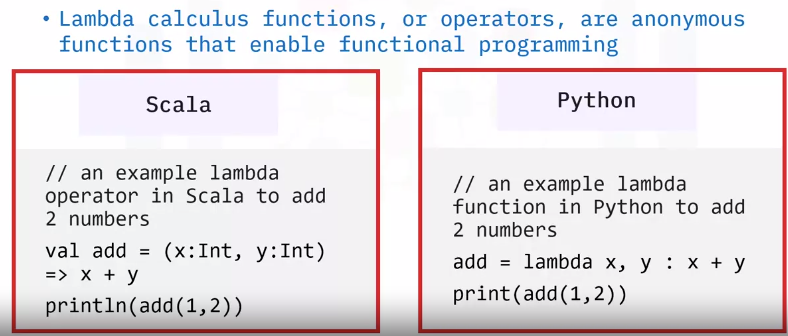 • Lambda calculus functions, or operators, are anonymous
functions that enable functional programming
Scala
// an example lambda
operator in Scala to add
2 numbers
val add = (x:Int, y:Int)
=> x + y
println(add(1,2))
Python
// an example lambda
function in Python to add
2 numbers
add = lambda x, y : x + y
print(add(1,2))